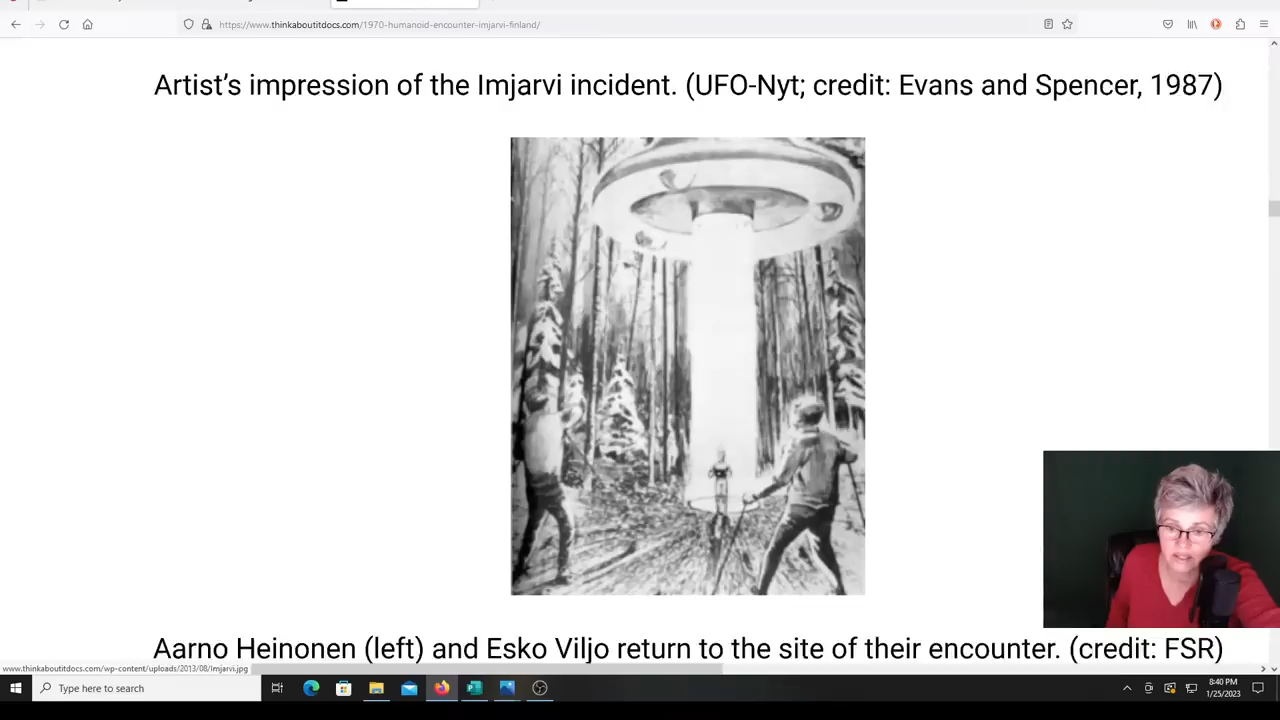 https://www.thinkaboutitdocs.com/1970-humanoid-encounter-imjarvi-finland/
Artist's impression of the Imjarvi incident. (UFO-Nyt; credit: Evans and Spencer, 1987)
Aarno Heinonen (left) and Esko Viljo return to the site of their encounter. (credit: FSR)
www.thinkaboutitdocs.com/wp-content/uploads/2013/08/Imjarvi.jpg
Type here to search
8:40 PM
1/25/2023